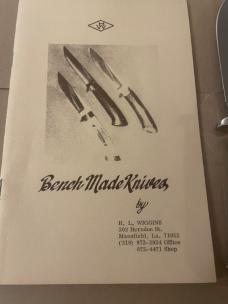 Bench Made Knives
by
H. L. WIGGINS
202 Herndon St.
Mansfield, La. 71052
(318) 872-2924 Office
872-4471 Shop